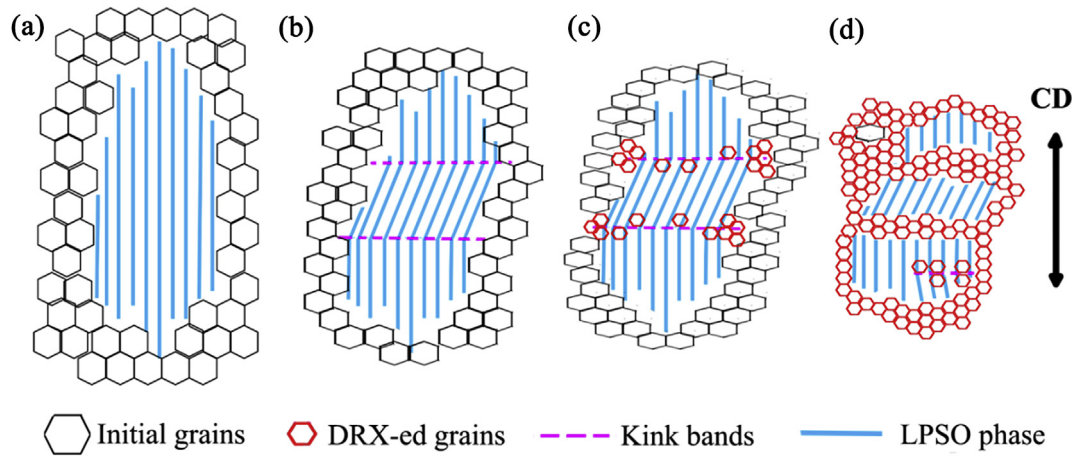 (a)
(b)
(c)
(d)
CD
Initial grains
DRX-ed grains
Kink bands
LPSO phase